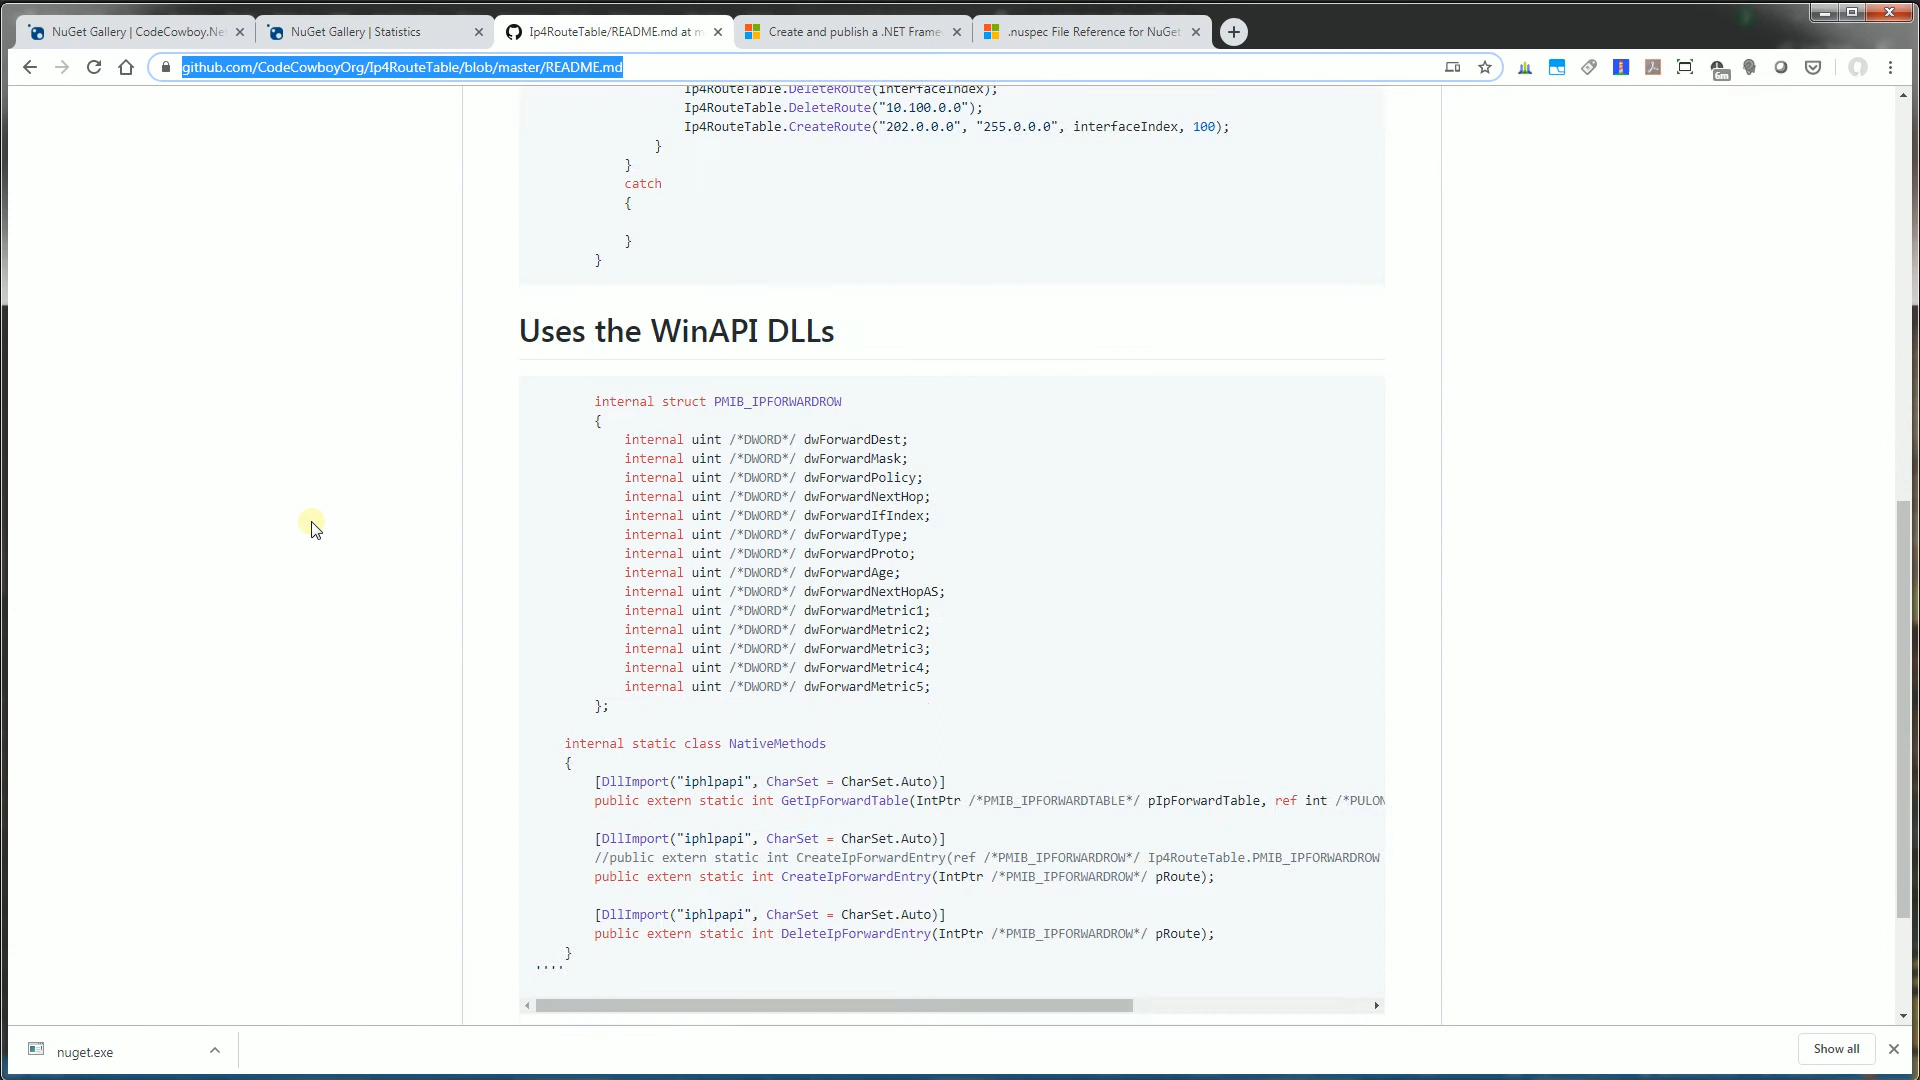 NuGet Gallery | CodeCowboy.Ne
NuGet Gallery | Statistics
Ip4RouteTable/README.md at m
Create and publish a .NET Frame
.nuspec File Reference for NuGet
github.com/CodeCowboyOrg/Ip4RouteTable/blob/master/README.md
6m
Ip4RouteTable.DeleteRoute(interfaceIndex);
Ip4RouteTable.DeleteRoute("10.100.0.0");
Ip4RouteTable.CreateRoute("202.0.0.0", "255.0.0.0", interfaceIndex, 100);
}
}
catch
{
}
}
Uses the WinAPI DLLs
internal struct PMIB_IPFORWARDROW
{
internal uint /*DWORD*/ dwForwardDest;
internal uint /*DWORD*/ dwForwardMask;
internal uint /*DWORD*/ dwForwardPolicy;
internal uint /*DWORD*/ dwForwardNextHop;
internal uint /*DWORD*/ dwForwardIfIndex;
internal uint /*DWORD*/ dwForwardType;
internal uint /*DWORD*/ dwForwardProto;
internal uint /*DWORD*/ dwForwardAge;
internal uint /*DWORD*/ dwForwardNextHopAS;
internal uint /*DWORD*/ dwForwardMetric1;
internal uint /*DWORD*/ dwForwardMetric2;
internal uint /*DWORD*/ dwForwardMetric3;
internal uint /*DWORD*/ dwForwardMetric4;
internal uint /*DWORD*/ dwForwardMetric5;
};
internal static class NativeMethods
{
[DllImport("iphlpapi", CharSet = CharSet.Auto)]
public extern static int GetIpForwardTable(IntPtr /*PMIB_IPFORWARDTABLE*/ pIpForwardTable, ref int /*PULON
[DllImport("iphlpapi", CharSet = CharSet.Auto)]
//public extern static int CreateIpForwardEntry(ref /*PMIB_IPFORWARDROW*/ Ip4RouteTable.PMIB_IPFORWARDROW
public extern static int CreateIpForwardEntry(IntPtr /*PMIB_IPFORWARDROW*/ pRoute);
[DllImport("iphlpapi", CharSet = CharSet.Auto)]
public extern static int DeleteIpForwardEntry(IntPtr /*PMIB_IPFORWARDROW*/ pRoute);
}
''''
nuget.exe
Show all